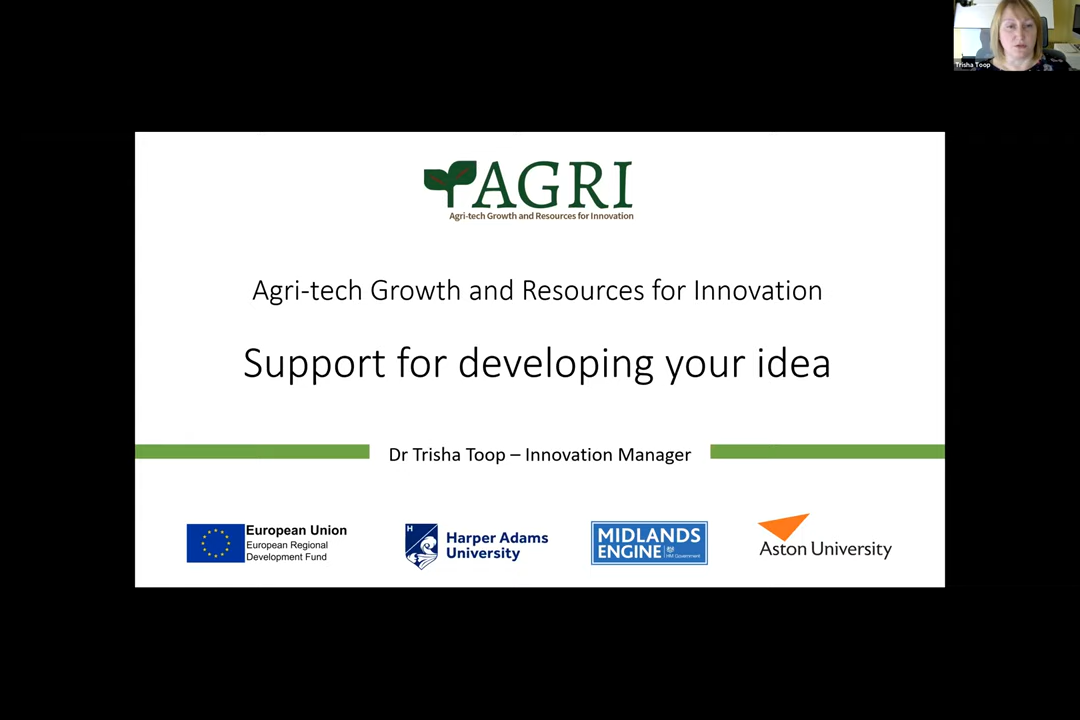 Trisha Toop
AGRI
Agri-tech Growth and Resources for Innovation
Agri-tech Growth and Resources for Innovation
Support for developing your idea
Dr Trisha Toop – Innovation Manager
European Union
European Regional
Development Fund
H
Harper Adams
University
MIDLANDS
ENGINE
HM Government
Aston University